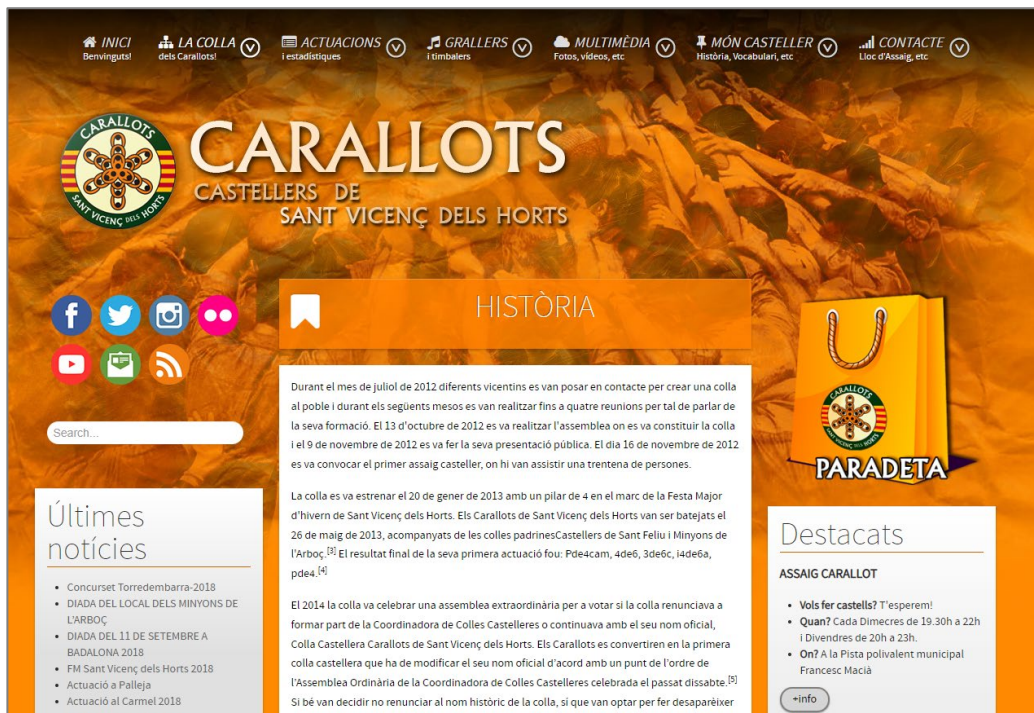 INICI
Benvinguts!
LA COLLA
dels Carallots!
ACTUACIONS
i estadístiques
GRALLERS
i timbalers
MULTIMÈDIA
Fotos, vídeos, etc
MÓN CASTELLER
Història, Vocabulari, etc
CONTACTE
Lloc d'Assaig, etc
CARALLOTS
SANT VICENÇ DELS HORTS
CARALLOTS
CASTELLERS DE
SANT VICENÇ DELS HORTS
HISTÒRIA
Search...
Durant el mes de juliol de 2012 diferents vicentins es van posar en contacte per crear una colla
al poble i durant els següents mesos es van realitzar fins a quatre reunions per tal de parlar de
la seva formació. El 13 d'octubre de 2012 es va realitzar l'assemblea on es va constituir la colla
i el 9 de novembre de 2012 es va fer la seva presentació pública. El dia 16 de novembre de 2012
es va convocar el primer assaig casteller, on hi van assistir una trentena de persones.
La colla es va estrenar el 20 de gener de 2013 amb un pilar de 4 en el marc de la Festa Major
d'hivern de Sant Vicenç dels Horts. Els Carallots de Sant Vicenç dels Horts van ser batejats el
26 de maig de 2013, acompanyats de les colles padrinesCastellers de Sant Feliu i Minyons de
l'Arboç.[3] El resultat final de la seva primera actuació fou: Pde4cam, 4de6, 3de6c, i4de6a,
pde4.[4]
El 2014 la colla va celebrar una assemblea extraordinària per a votar si la colla renunciava a
formar part de la Coordinadora de Colles Castelleres o continuava amb el seu nom oficial,
Colla Castellera Carallots de Sant Vicenç dels Horts. Els Carallots es convertiren en la primera
colla castellera que ha de modificar el seu nom oficial d'acord amb un punt de l'ordre de
l'Assemblea Ordinària de la Coordinadora de Colles Castelleres celebrada el passat dissabte.[5]
Si bé van decidir no renunciar al nom històric de la colla, sí que van optar per fer desaparèixer
Últimes
notícies
Concurset Torredembarra-2018
DIADA DEL LOCAL DELS MINYONS DE
L'ARBOÇ
DIADA DEL 11 DE SETEMBRE A
BADALONA 2018
FM Sant Vicenç dels Horts 2018
Actuació a Palleja
Actuació al Carmel 2018
CARALLOTS
PARADETA
Destacats
ASSAIG CARALLOT
Vols fer castells? T'esperem!
Quan? Cada Dimecres de 19.30h a 22h
i Divendres de 20h a 23h.
On? A la Pista polivalent municipal
Francesc Macià
+info